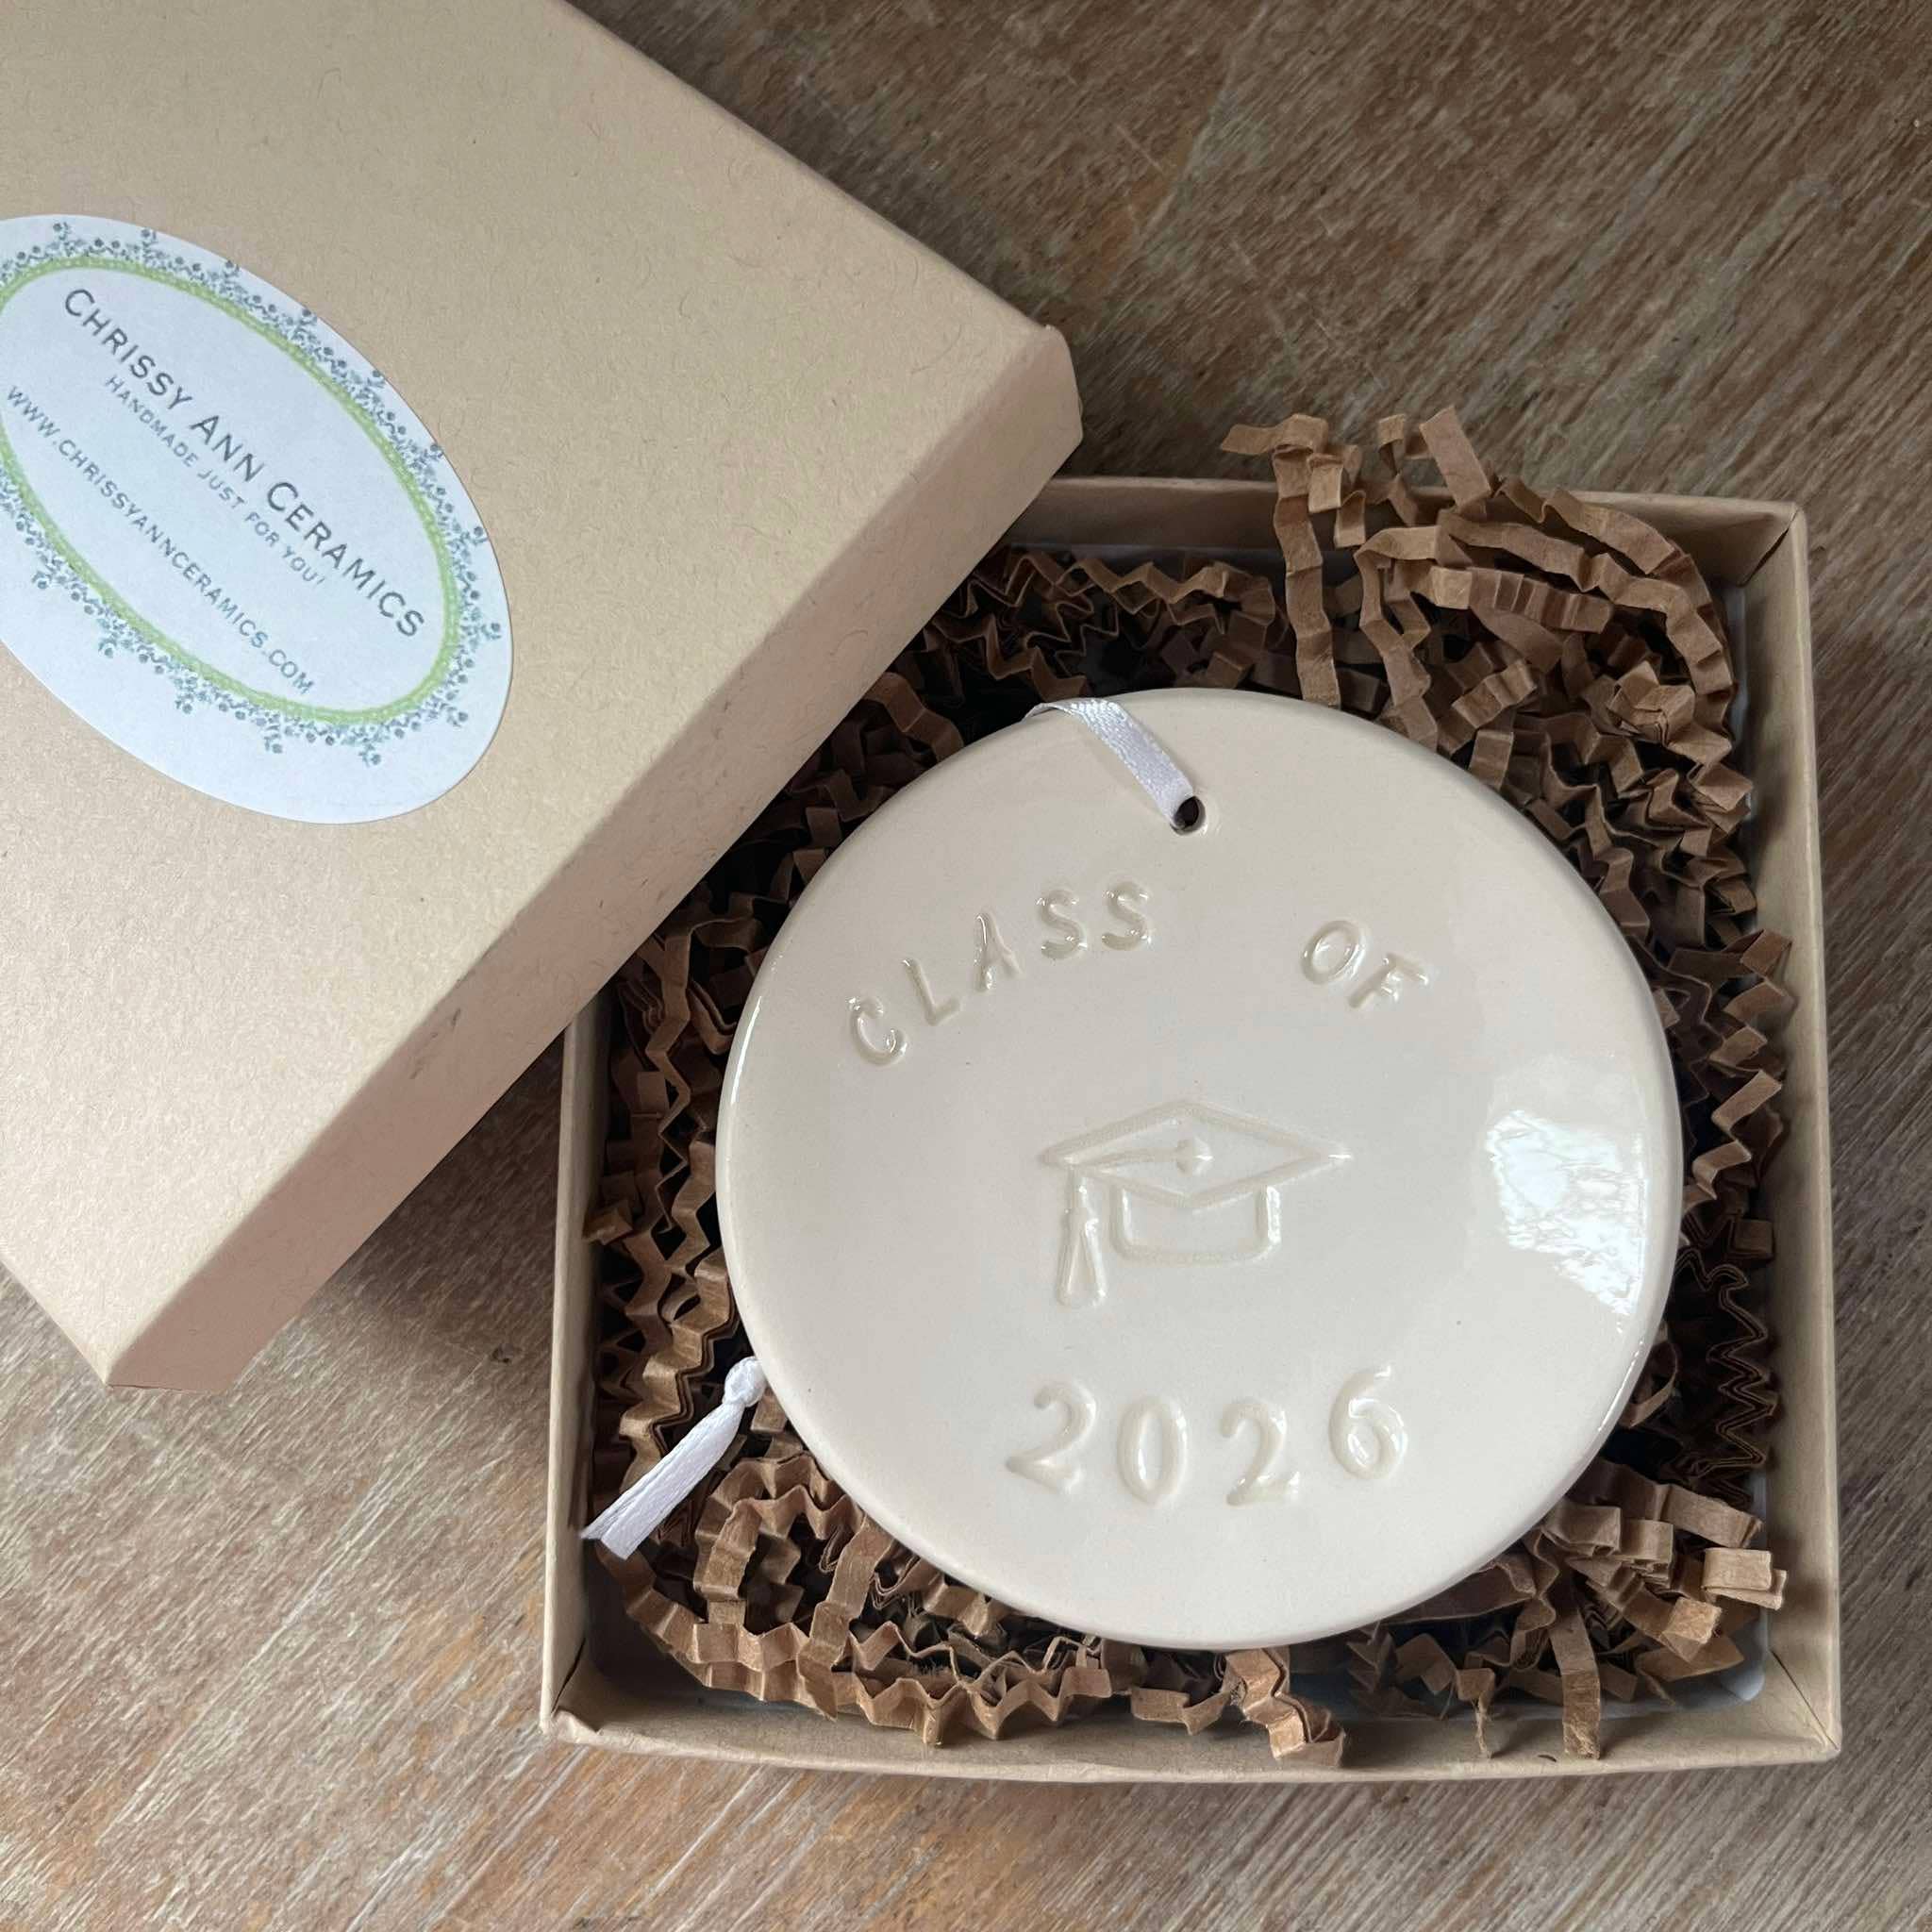 CHRISSY ANN CERAMICS
HANDMADE JUST FOR YOU!
WWW.CHRISSYANNCERAMICS.COM
CLASS OF
2026